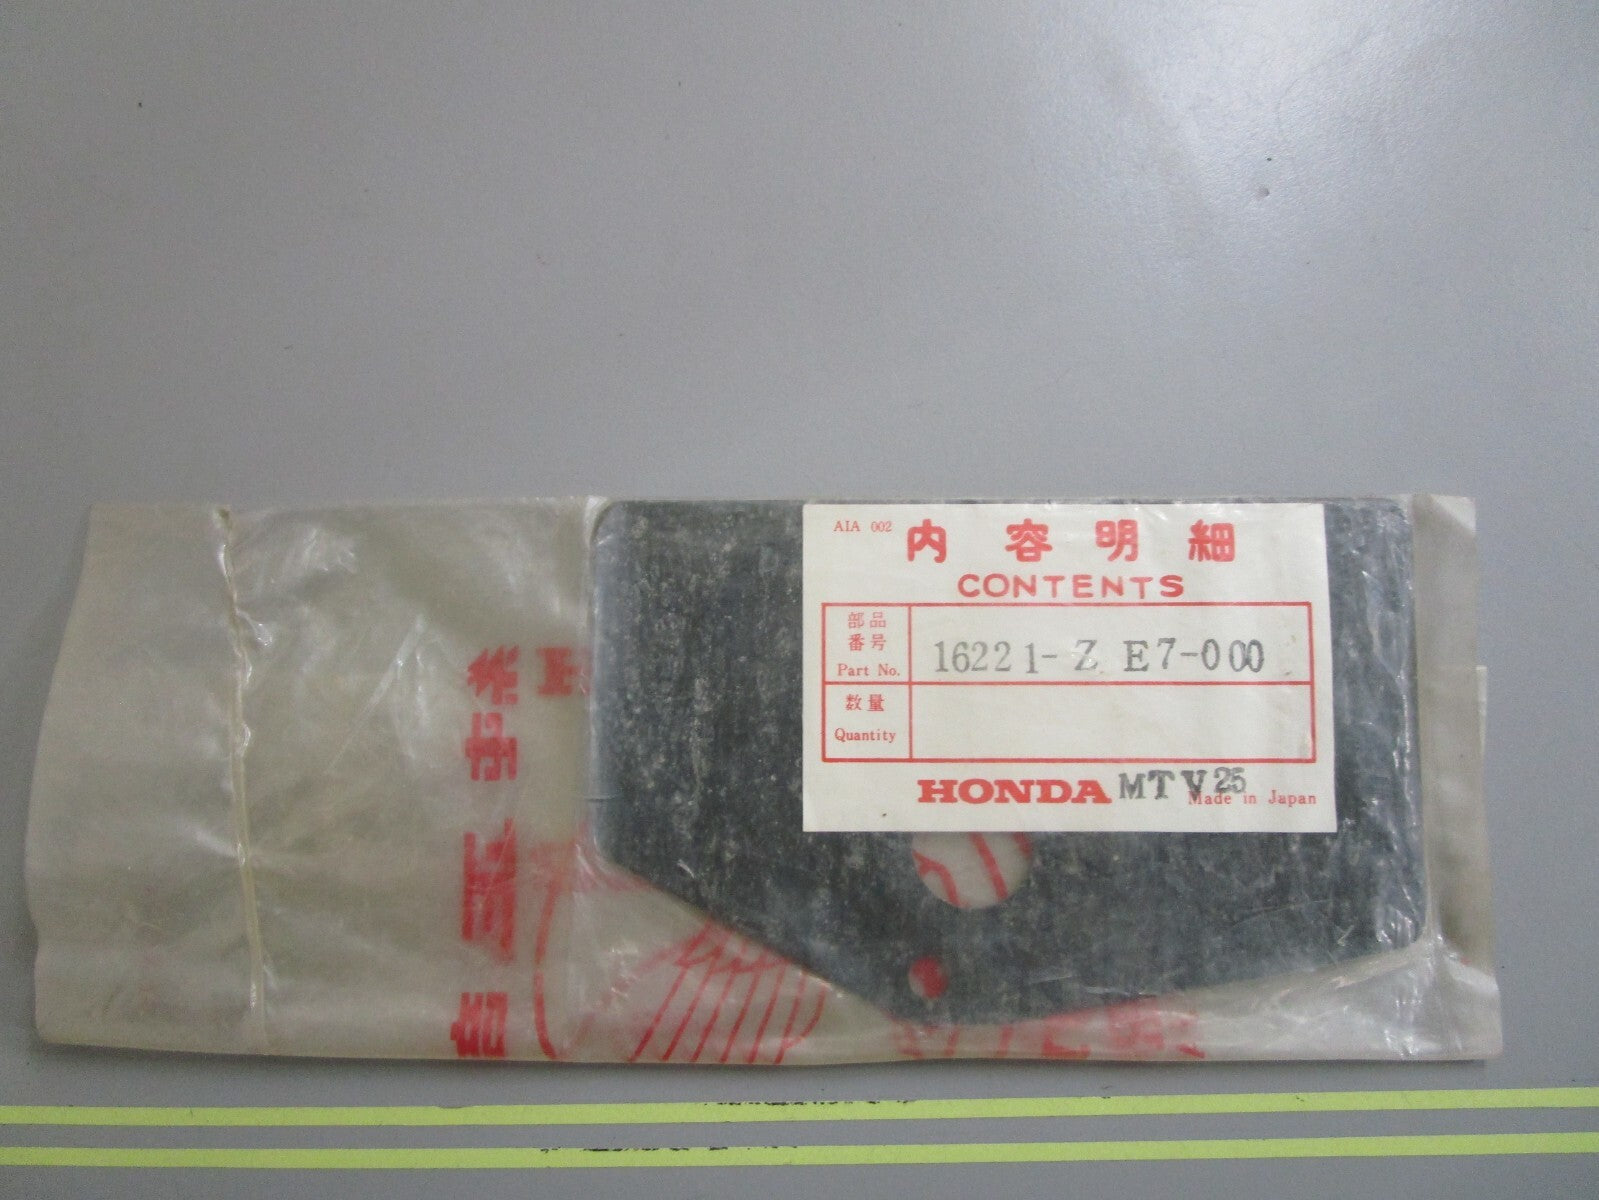 AIA 002
内容明細
CONTENTS
部品
番号
Part No.
16221-ZE7-000
数量
Quantity
HONDA MTV25
Made in Japan